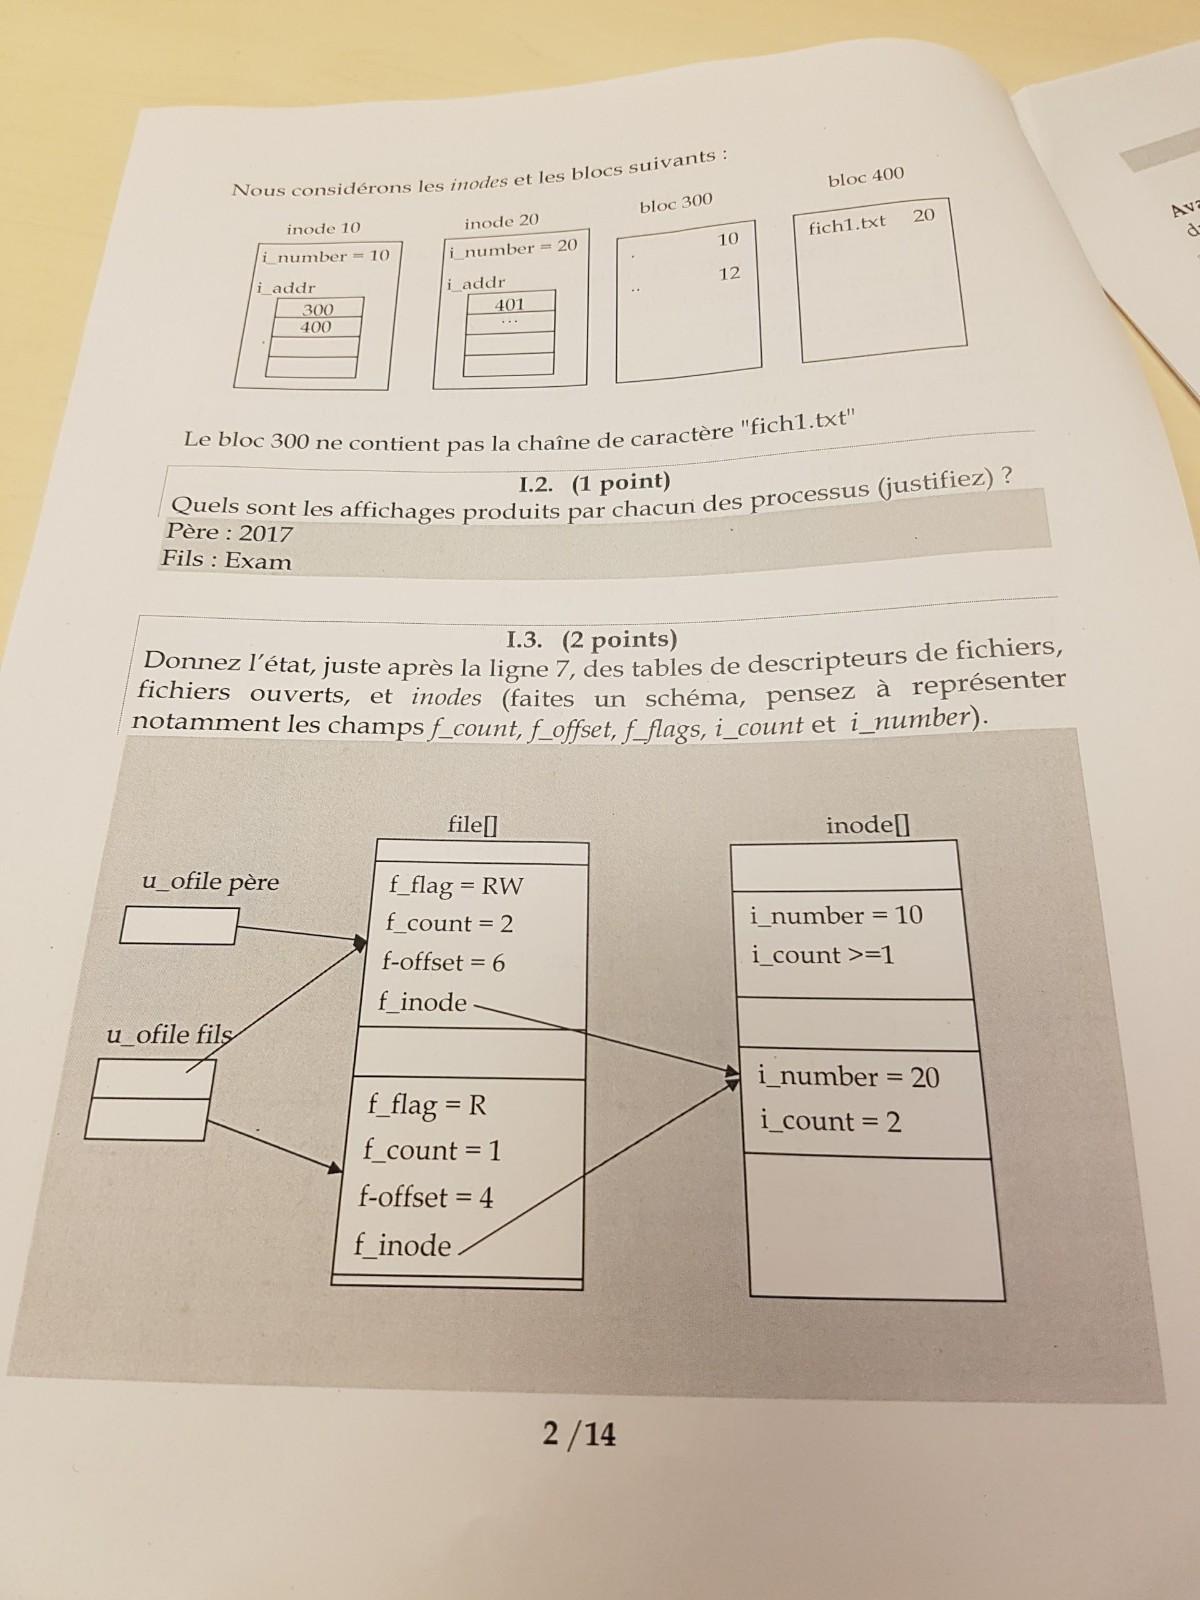 Nous considérons les inodes et les blocs suivants :
inode 10
inode 20
bloc 300
bloc 400
i_number = 10
i_addr
300
400
i_number = 20
i_addr
401
...
. 10
.. 12
fich1.txt 20
Le bloc 300 ne contient pas la chaîne de caractère "fich1.txt"
I.2. (1 point)
Quels sont les affichages produits par chacun des processus (justifiez) ?
Père : 2017
Fils : Exam
I.3. (2 points)
Donnez l'état, juste après la ligne 7, des tables de descripteurs de fichiers,
fichiers ouverts, et inodes (faites un schéma, pensez à représenter
notamment les champs f_count, f_offset, f_flags, i_count et i_number).
file[]
inode[]
u_ofile père
u_ofile fils
f_flag = RW
f_count = 2
f-offset = 6
f_inode
f_flag = R
f_count = 1
f-offset = 4
f_inode
i_number = 10
i_count >=1
i_number = 20
i_count = 2
2 /14